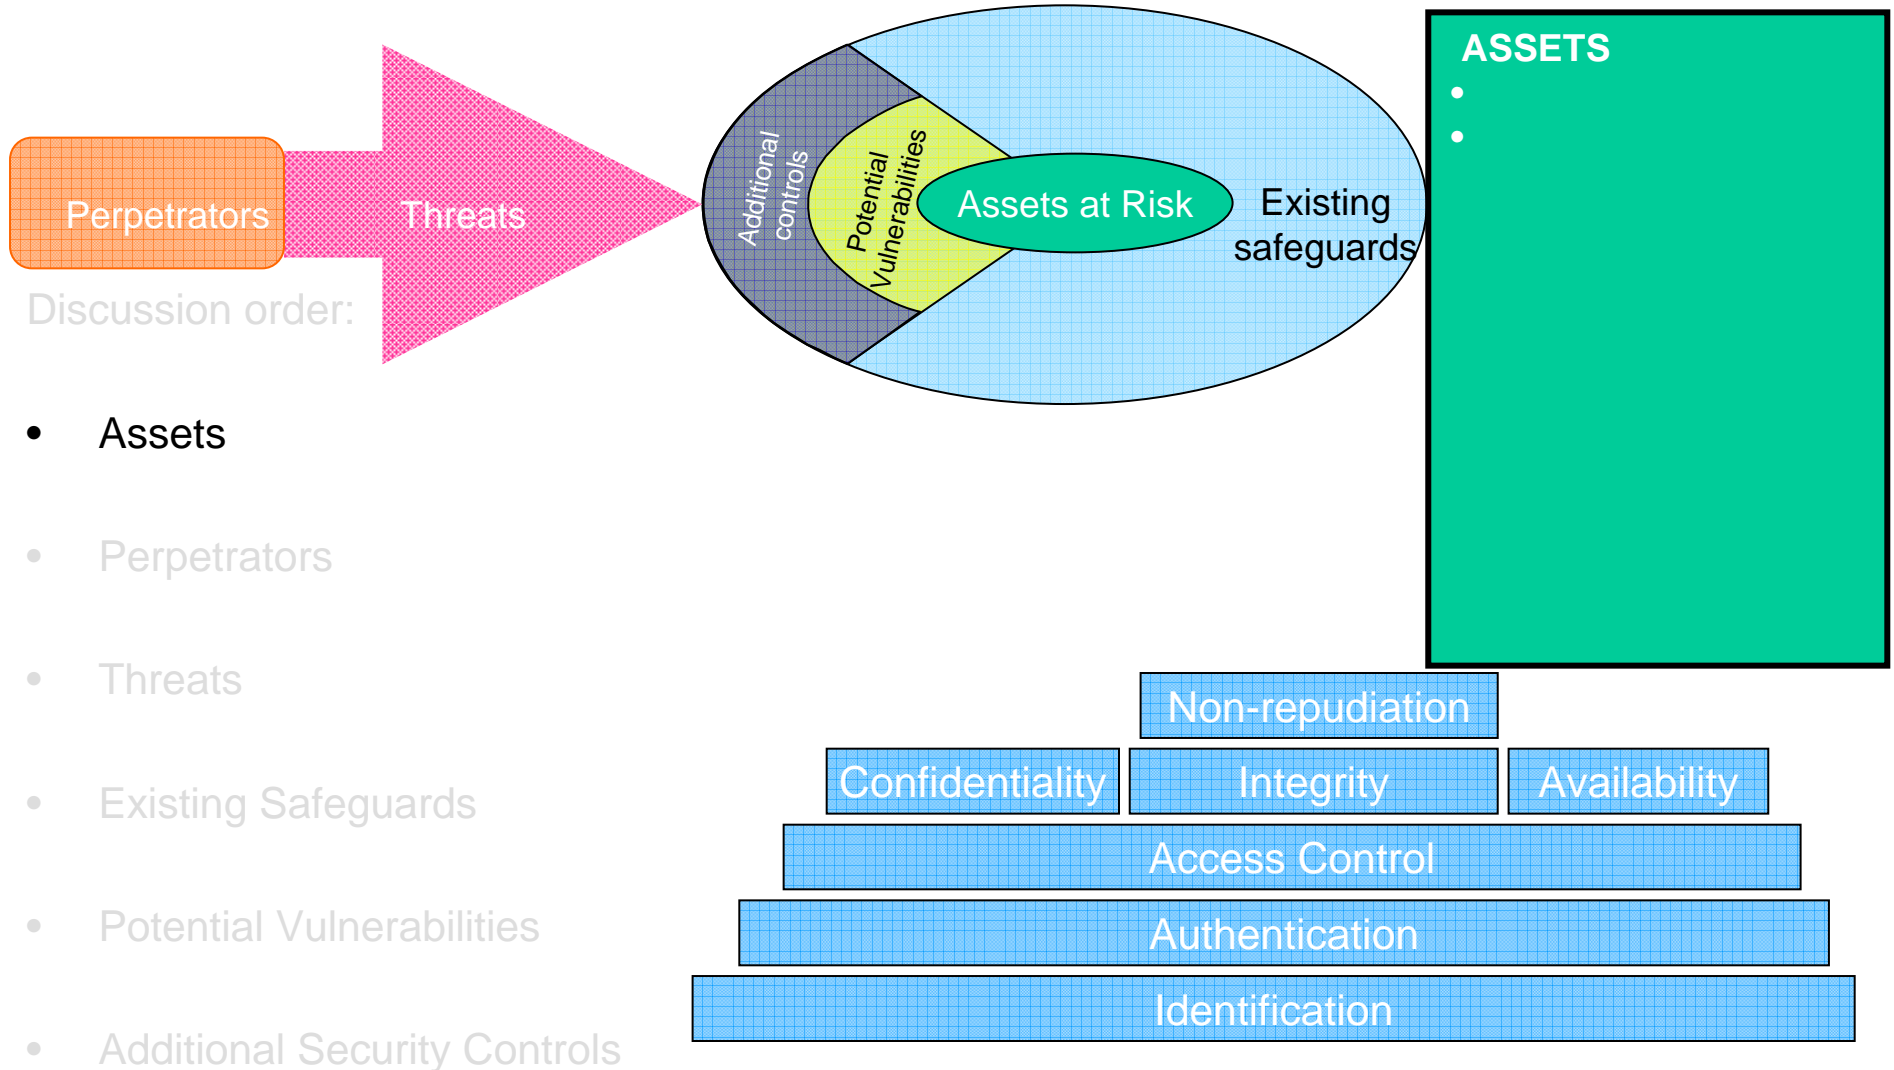 Perpetrators
Threats
Additional
controls
Potential
Vulnerabilities
Assets at Risk
Existing
safeguards
ASSETS
•
•
Discussion order:
• Assets
• Perpetrators
• Threats
• Existing Safeguards
• Potential Vulnerabilities
• Additional Security Controls
Non-repudiation
Confidentiality Integrity Availability
Access Control
Authentication
Identification